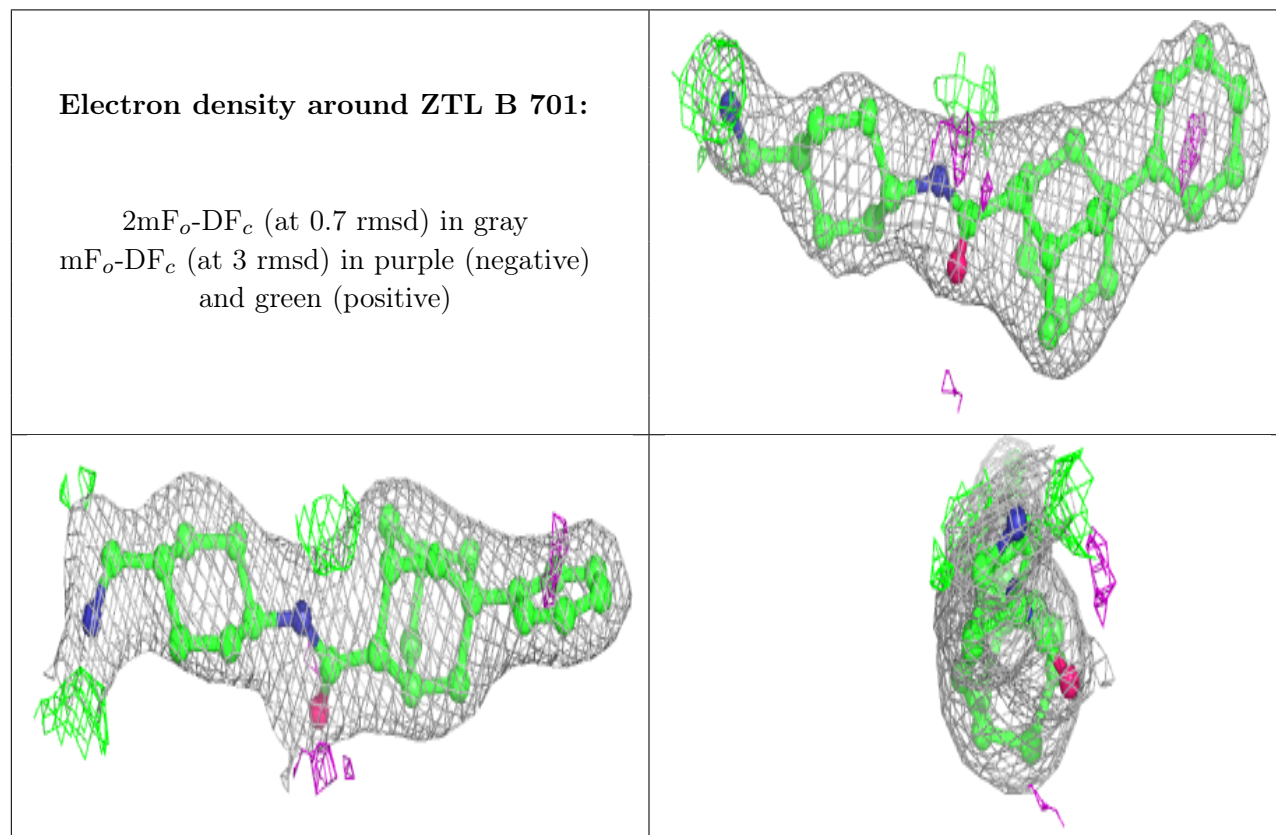 Electron density around ZTL B 701:
2mFo-DFc (at 0.7 rmsd) in gray
mFo-DFc (at 3 rmsd) in purple (negative)
and green (positive)